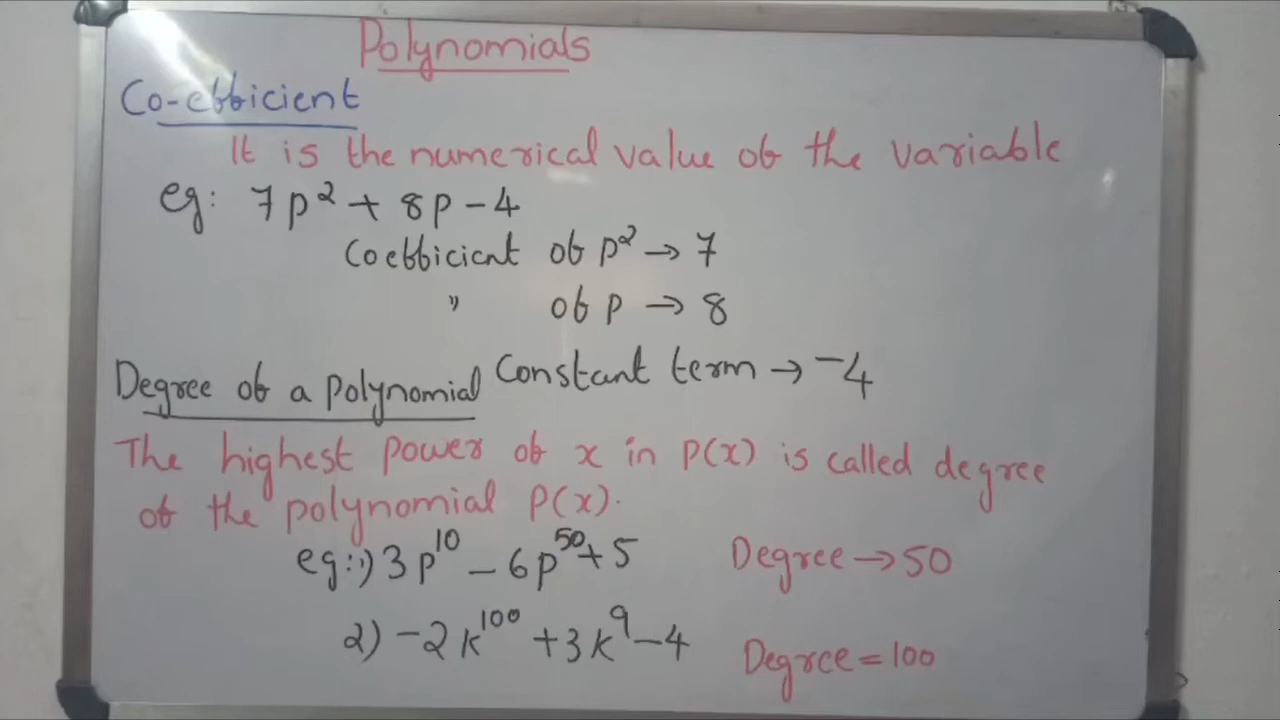 Polynomials
Co-efficient
It is the numerical value of the variable
eg: 7p² + 8p - 4
Coefficient of p² → 7
" of p → 8
Constant term → -4
Degree of a polynomial
The highest power of x in p(x) is called degree
of the polynomial P(x).
eg: 1) 3p¹⁰ - 6p⁵⁰ + 5 Degree → 50
2) -2k¹⁰⁰ + 3k⁹ - 4 Degree = 100